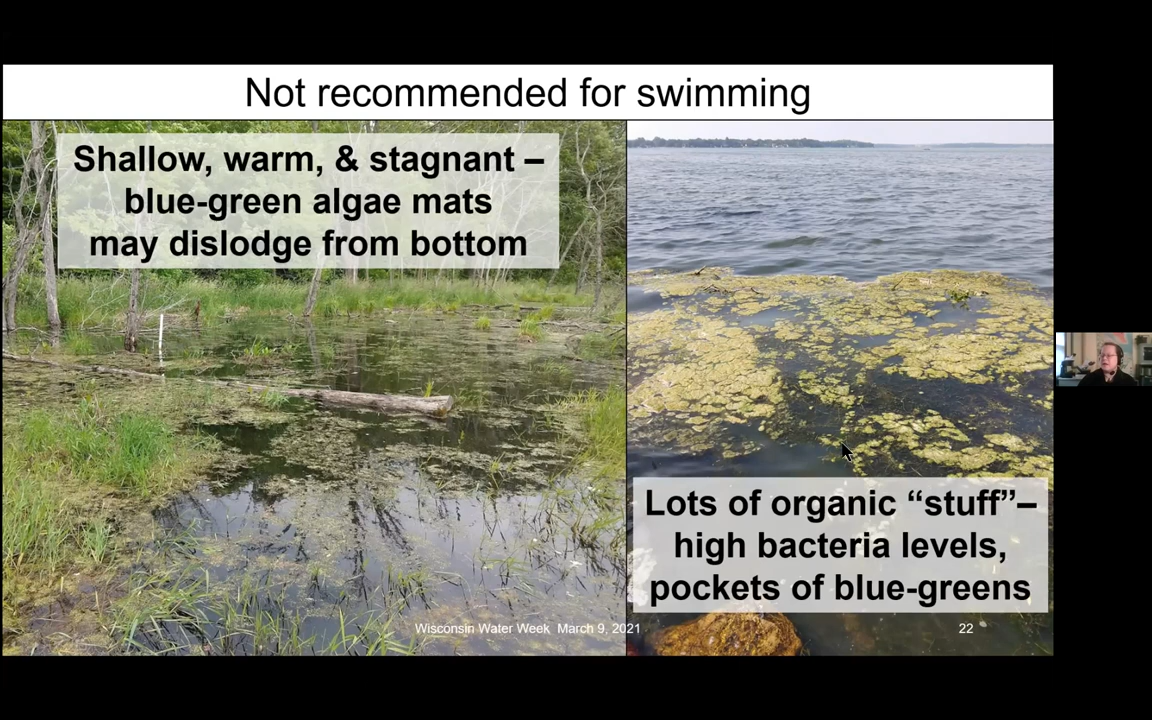 Not recommended for swimming
Shallow, warm, & stagnant –
blue-green algae mats
may dislodge from bottom
Lots of organic “stuff”–
high bacteria levels,
pockets of blue-greens
Wisconsin Water Week  March 9, 2021
22